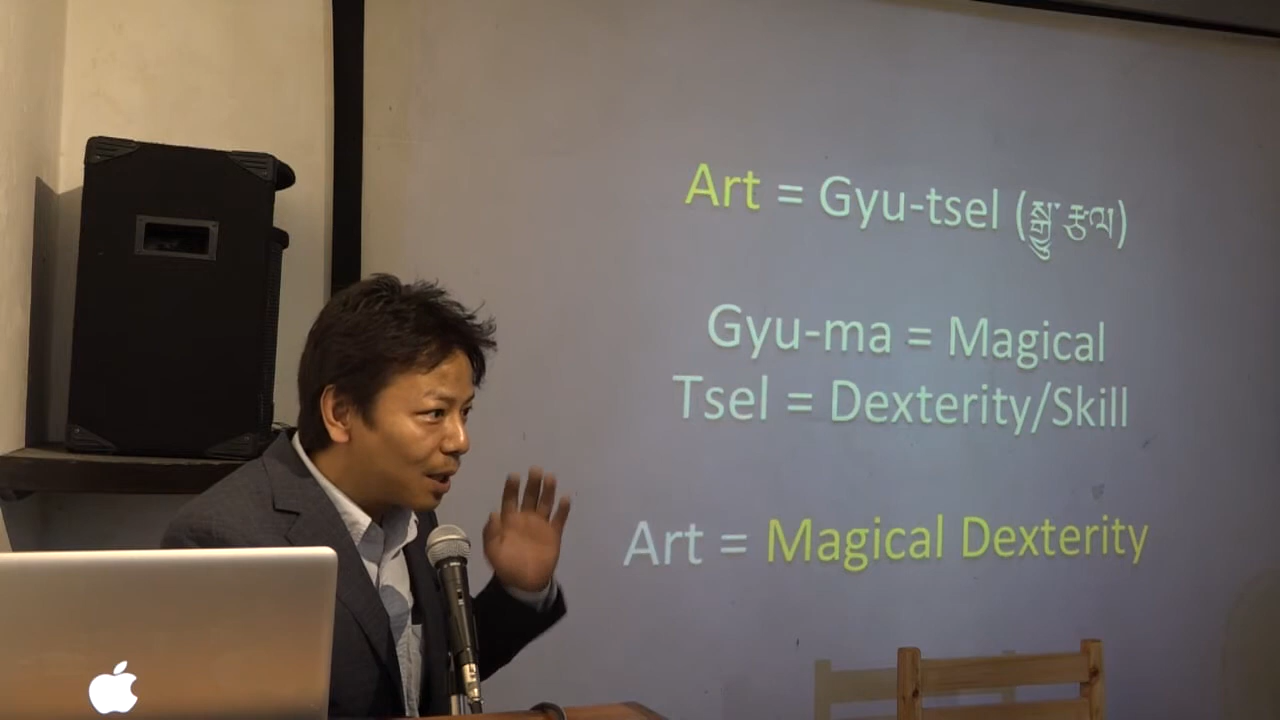 Art = Gyu-tsel (སྒྱུ་རྩལ)
Gyu-ma = Magical
Tsel = Dexterity/Skill
Art = Magical Dexterity